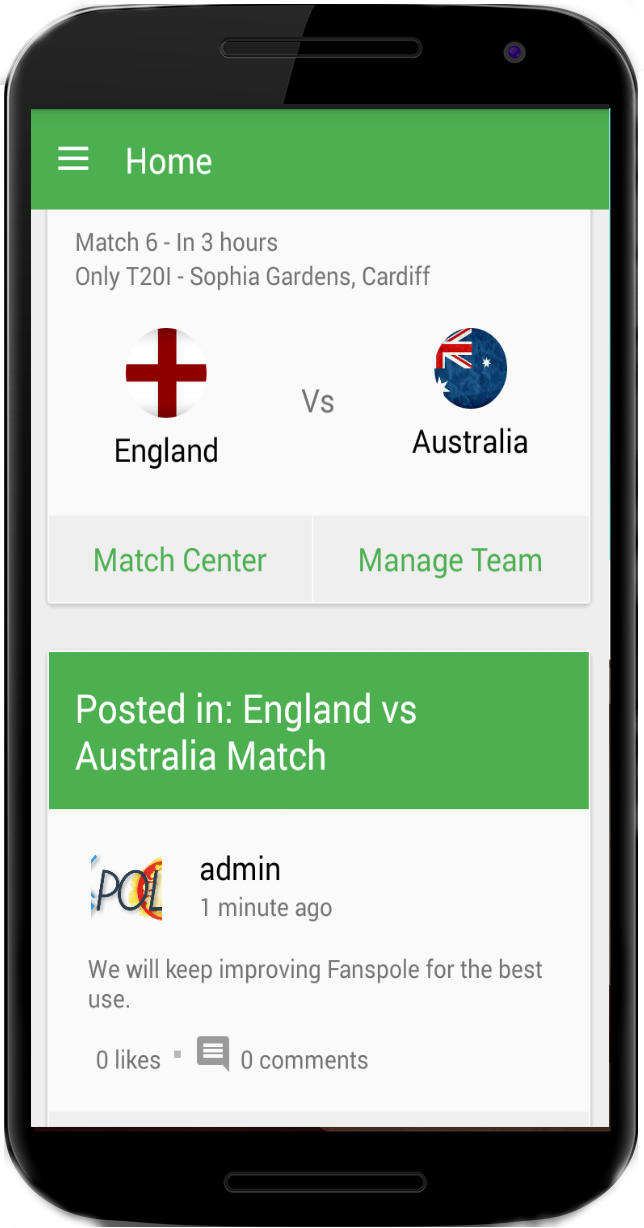 Home
Match 6 - In 3 hours
Only T20I - Sophia Gardens, Cardiff
Vs
England
Australia
Match Center
Manage Team
Posted in: England vs
Australia Match
POL
admin
1 minute ago
We will keep improving Fanspole for the best
use.
0 likes
0 comments